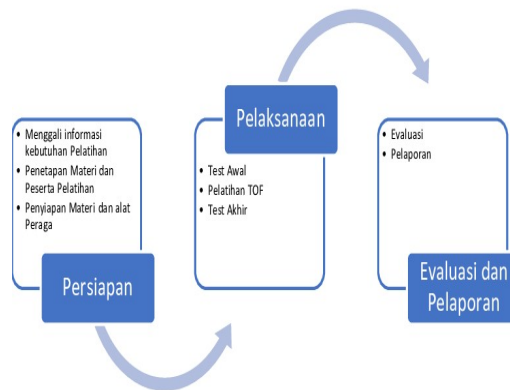 • Menggali informasi
kebutuhan Pelatihan
• Penetapan Materi dan
Peserta Pelatihan
• Penyiapan Materi dan alat
Peraga
Persiapan
Pelaksanaan
• Test Awal
• Pelatihan TOF
• Test Akhir
• Evaluasi
• Pelaporan
Evaluasi dan
Pelaporan